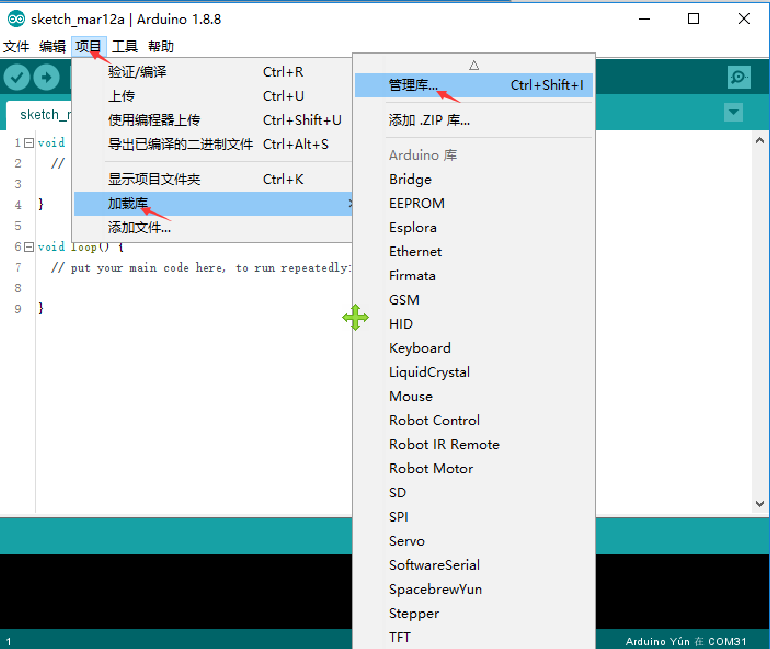 sketch_mar12a | Arduino 1.8.8
文件 编辑 项目 工具 帮助
验证/编译 Ctrl+R
上传 Ctrl+U
使用编程器上传 Ctrl+Shift+U
导出已编译的二进制文件 Ctrl+Alt+S
显示项目文件夹 Ctrl+K
加载库
添加文件...
管理库... Ctrl+Shift+I
添加 .ZIP 库...
Arduino 库
Bridge
EEPROM
Esplora
Ethernet
Firmata
GSM
HID
Keyboard
LiquidCrystal
Mouse
Robot Control
Robot IR Remote
Robot Motor
SD
SPI
Servo
SoftwareSerial
SpacebrewYun
Stepper
TFT
sketch_
1 void
2 //
3
4 }
5
6 void loop() {
7 // put your main code here, to run repeatedly:
8
9 }
1 Arduino Yún 在 COM31